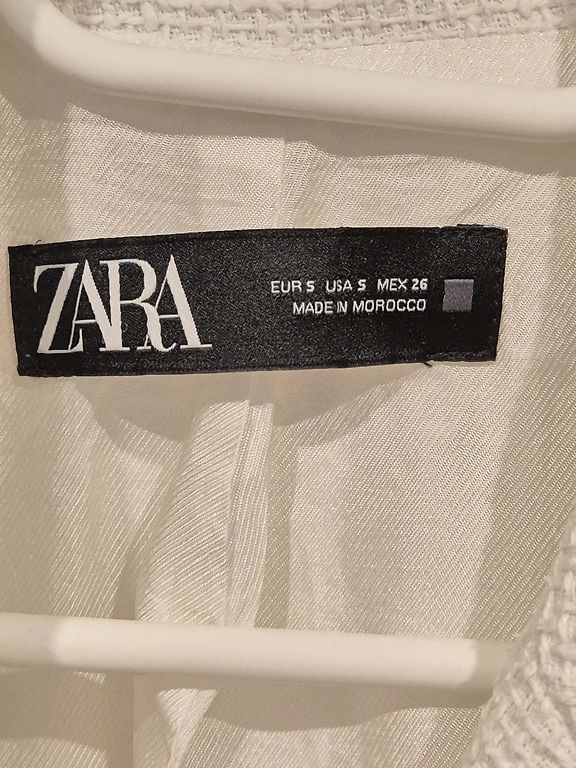 ZARA
EUR S USA S MEX 26
MADE IN MOROCCO